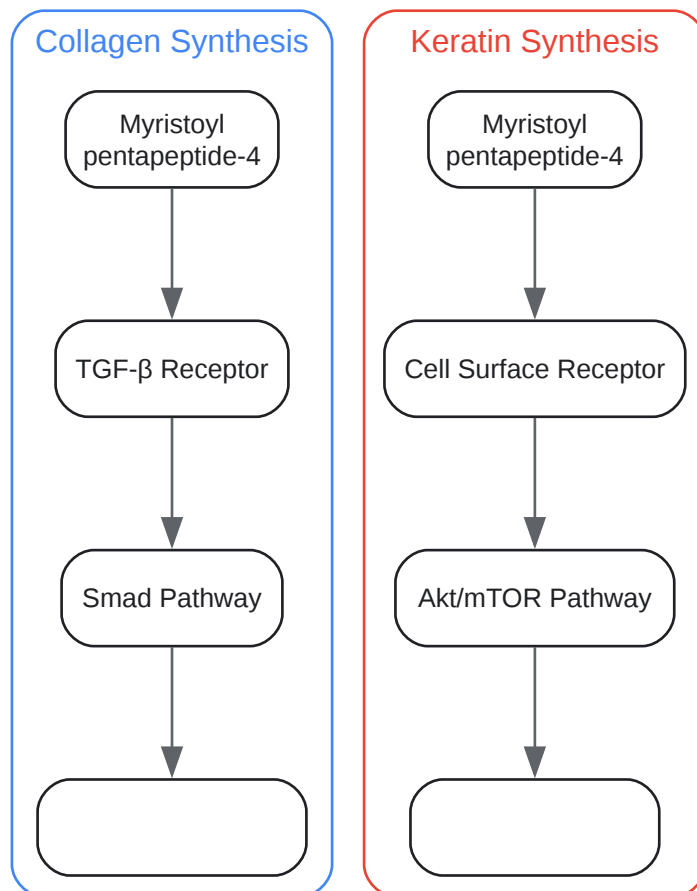 Collagen Synthesis
Myristoyl
pentapeptide-4
TGF-β Receptor
Smad Pathway
Keratin Synthesis
Myristoyl
pentapeptide-4
Cell Surface Receptor
Akt/mTOR Pathway